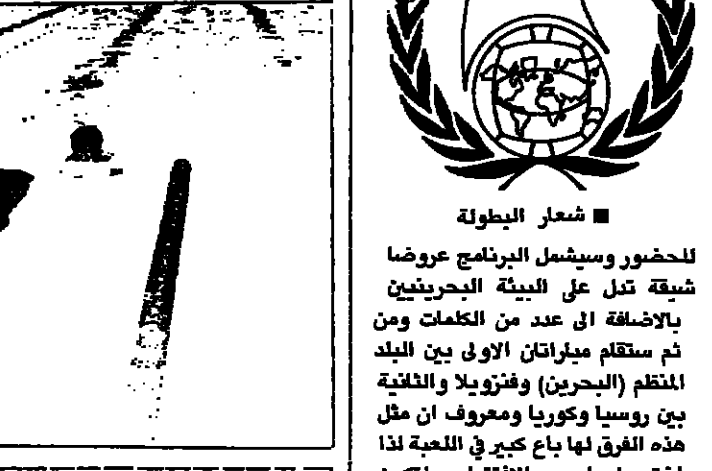 ■ شعار البطولة
للحضور وسيشمل البرنامج عروضا
شيقة تدل على البيئة البحرينيين
بالاضافة الى عدد من الكلمات ومن
ثم ستقام مباراتان الاولى بين البلد
المنظم (البحرين) وفنزويلا والثانية
بين روسيا وكوريا ومعروف ان مثل
هذه الفرق لها باع كبير في اللعبة لذا